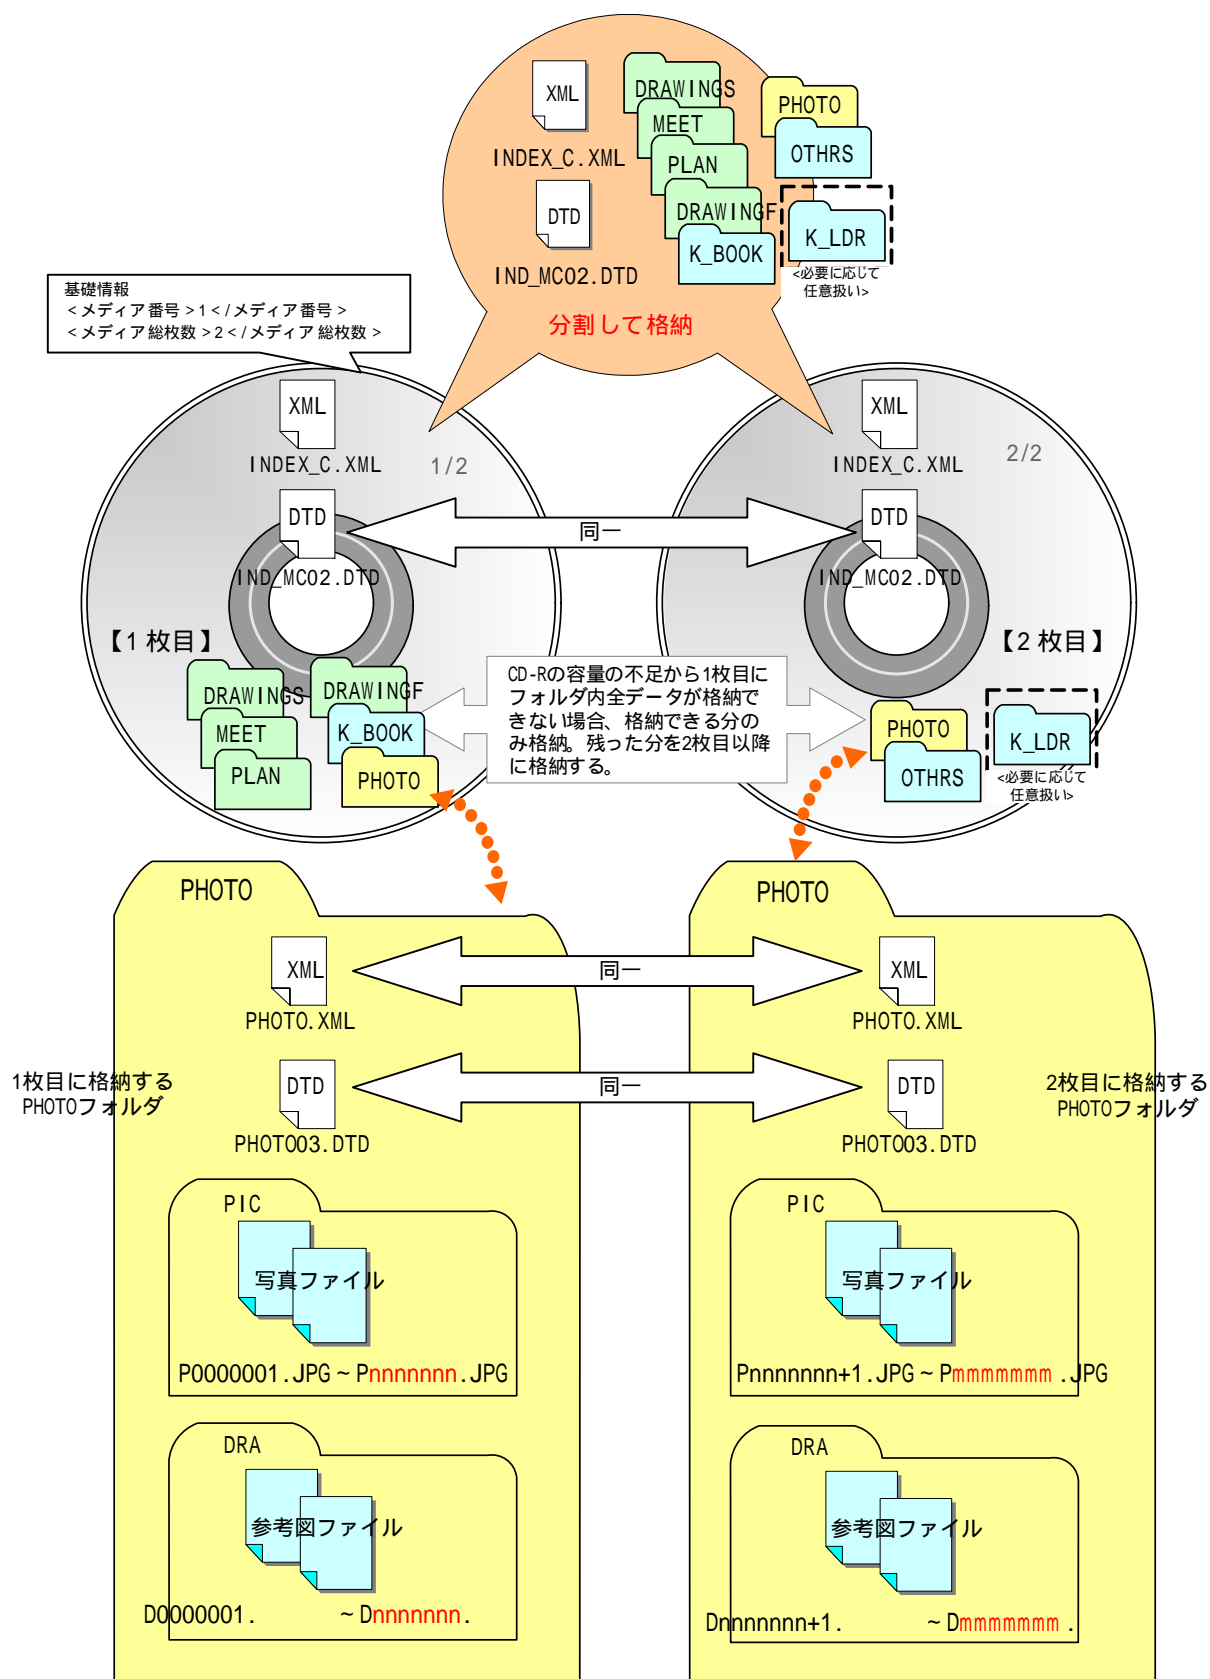 XML
INDEX_C.XML
DTD
IND_MC02.DTD
DRAWINGS
MEET
PLAN
DRAWINGF
K_BOOK
PHOTO
OTHRS
K_LDR
<必要に応じて
任意扱い>
分割して格納
基礎情報
<メディア番号>1</メディア番号>
<メディア総枚数>2</メディア総枚数>
XML
INDEX_C.XML
1/2
DTD
IND_MC02.DTD
【1枚目】
DRAWINGS
MEET
PLAN
DRAWINGF
K_BOOK
PHOTO
同一
XML
INDEX_C.XML
2/2
DTD
IND_MC02.DTD
【2枚目】
PHOTO
OTHRS
K_LDR
<必要に応じて
任意扱い>
CD-Rの容量の不足から1枚目に
フォルダ内全データが格納で
きない場合、格納できる分の
み格納。残った分を2枚目以降
に格納する。
PHOTO
XML
PHOTO.XML
1枚目に格納する
PHOTOフォルダ
DTD
PHOTO03.DTD
PIC
写真ファイル
P0000001.JPG~Pnnnnnnn.JPG
DRA
参考図ファイル
D0000001. ~Dnnnnnnn.
同一
同一
PHOTO
XML
PHOTO.XML
2枚目に格納する
PHOTOフォルダ
DTD
PHOTO03.DTD
PIC
写真ファイル
Pnnnnnnn+1.JPG~Pmmmmmmm.JPG
DRA
参考図ファイル
Dnnnnnnn+1. ~Dmmmmmmm.